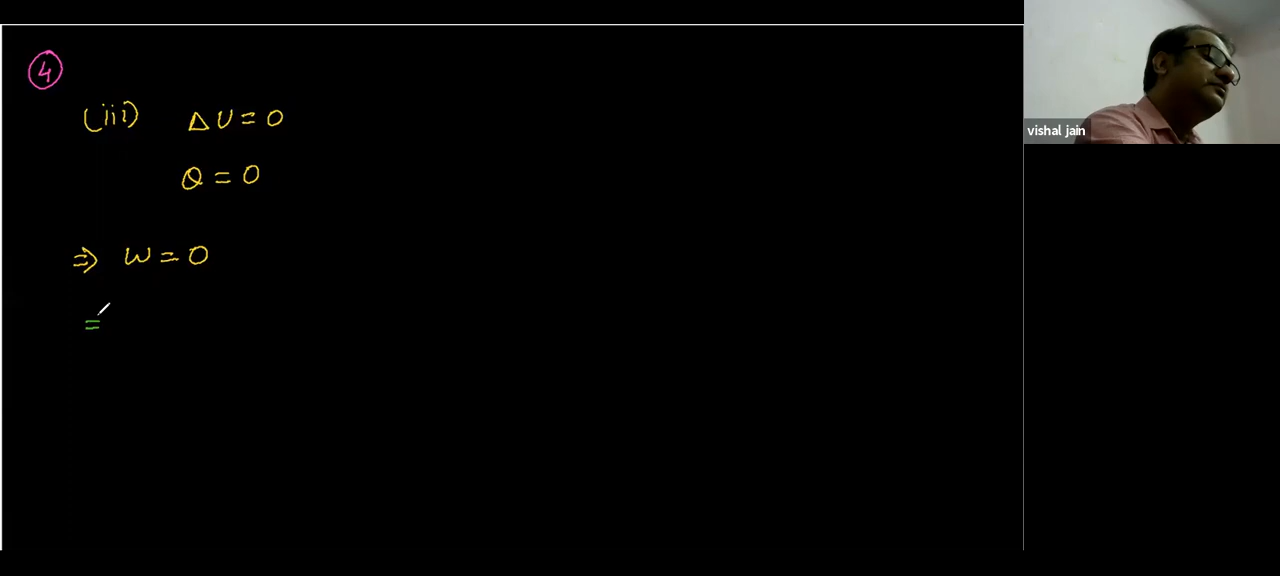 ④
(iii) ΔU = 0
Q = 0
⇒ W = 0
=
vishal jain